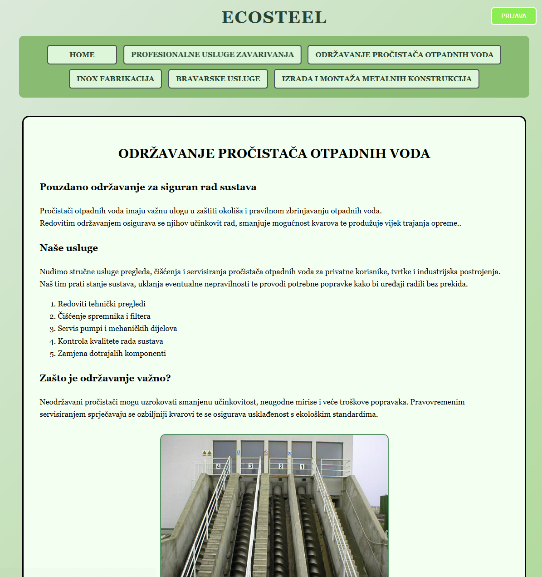 ECOSTEEL
PRIJAVA
HOME
PROFESIONALNE USLUGE ZAVARIVANJA
ODRŽAVANJE PROČISTAČA OTPADNIH VODA
INOX FABRIKACIJA
BRAVARSKE USLUGE
IZRADA I MONTAŽA METALNIH KONSTRUKCIJA
ODRŽAVANJE PROČISTAČA OTPADNIH VODA
Pouzdano održavanje za siguran rad sustava
Pročistači otpadnih voda imaju važnu ulogu u zaštiti okoliša i pravilnom zbrinjavanju otpadnih voda.
Redovitim održavanjem osigurava se njihov učinkovit rad, smanjuje mogućnost kvarova te produžuje vijek trajanja opreme..
Naše usluge
Nudimo stručne usluge pregleda, čišćenja i servisiranja pročistača otpadnih voda za privatne korisnike, tvrtke i industrijska postrojenja.
Naš tim prati stanje sustava, uklanja eventualne nepravilnosti te provodi potrebne popravke kako bi uređaji radili bez prekida.
1. Redoviti tehnički pregledi
2. Čišćenje spremnika i filtera
3. Servis pumpi i mehaničkih dijelova
4. Kontrola kvalitete rada sustava
5. Zamjena dotrajalih komponenti
Zašto je održavanje važno?
Neodržavani pročistači mogu uzrokovati smanjenu učinkovitost, neugodne mirise i veće troškove popravaka. Pravovremenim
servisiranjem sprječavaju se ozbiljniji kvarovi te se osigurava usklađenost s ekološkim standardima.
4 3 2 1